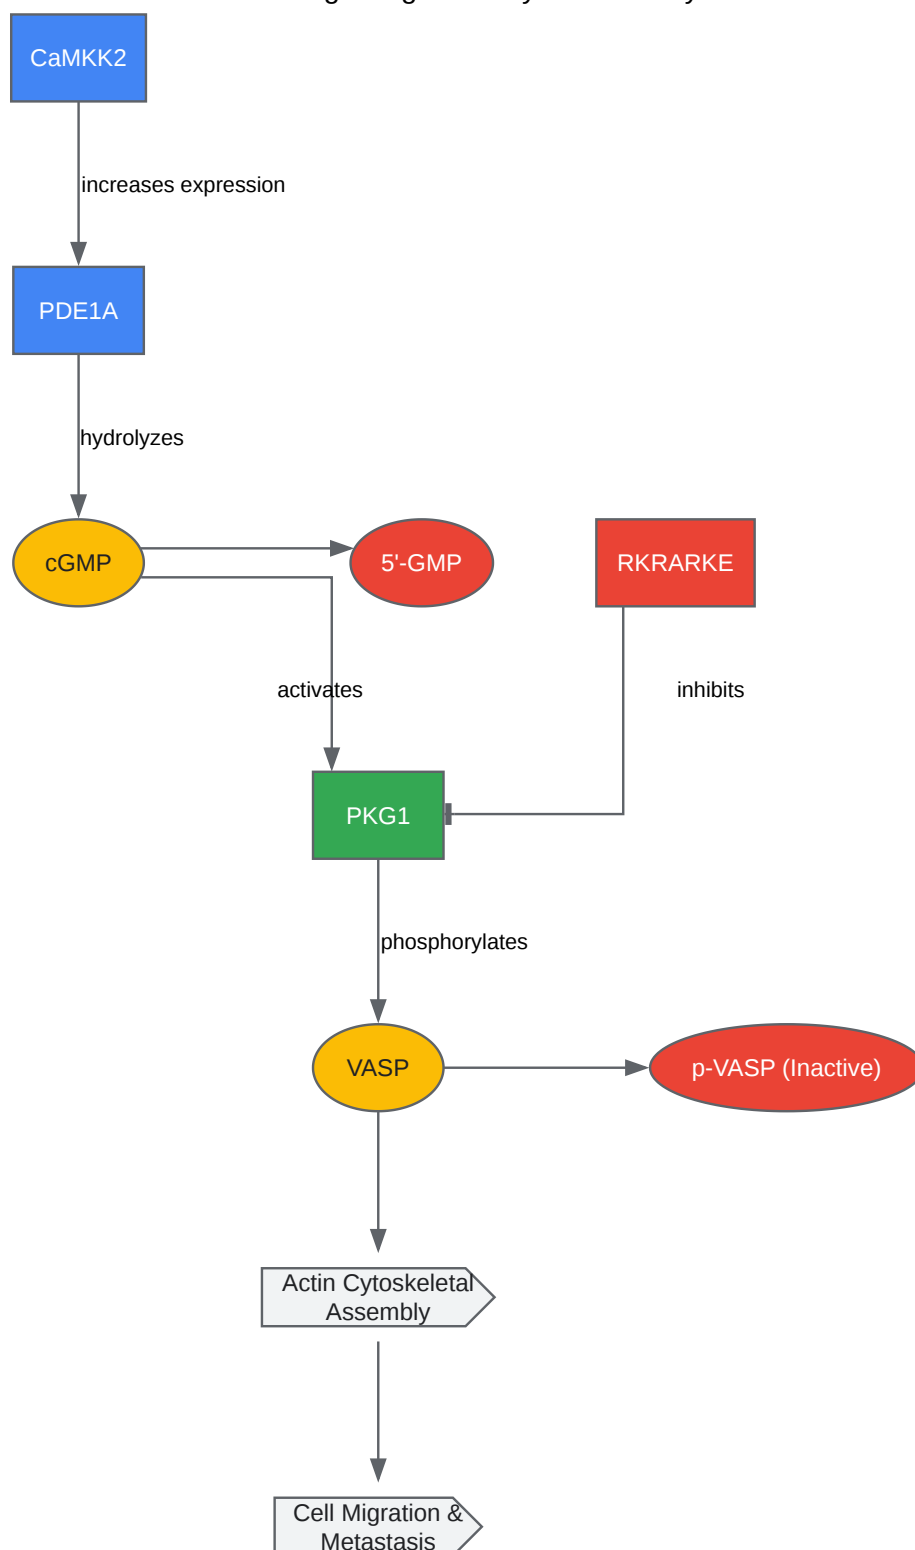 CaMKK2
increases expression
PDE1A
hydrolyzes
cGMP
5'-GMP
RKRARKE
activates
inhibits
PKG1
phosphorylates
VASP
p-VASP (Inactive)
Actin Cytoskeletal
Assembly
Cell Migration &
Metastasis